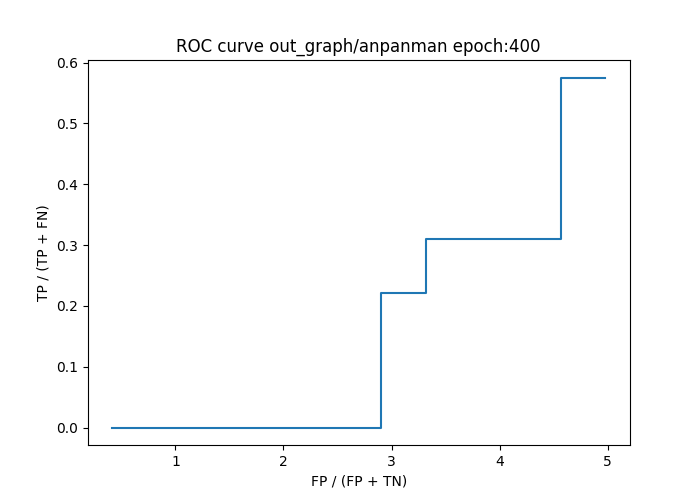 ROC curve out_graph/anpanman epoch:400
0.6
0.5
0.4
0.3
0.2
0.1
0.0
TP / (TP + FN)
1 2 3 4 5
FP / (FP + TN)